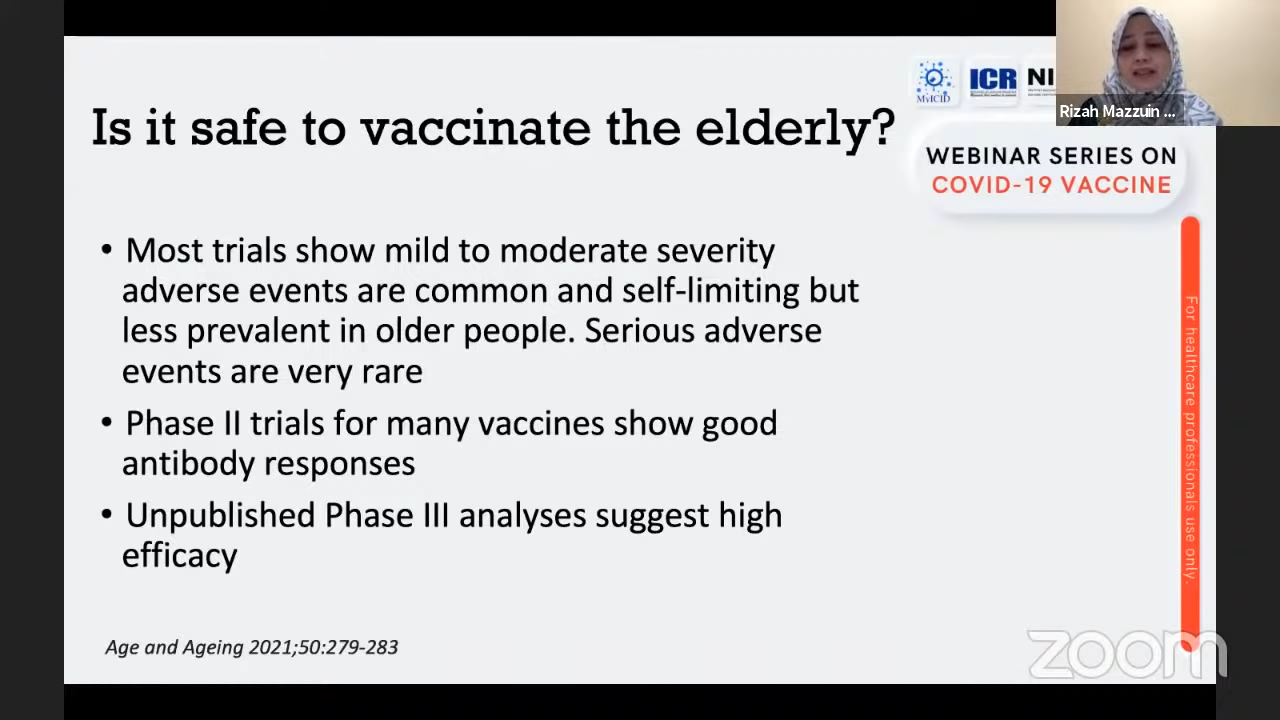 Is it safe to vaccinate the elderly?
MyICID
ICR
NI
Rizah Mazzuin ...
WEBINAR SERIES ON
COVID-19 VACCINE
• Most trials show mild to moderate severity
adverse events are common and self-limiting but
less prevalent in older people. Serious adverse
events are very rare
• Phase II trials for many vaccines show good
antibody responses
• Unpublished Phase III analyses suggest high
efficacy
Age and Ageing 2021;50:279-283
For healthcare professionals use only.
zoom